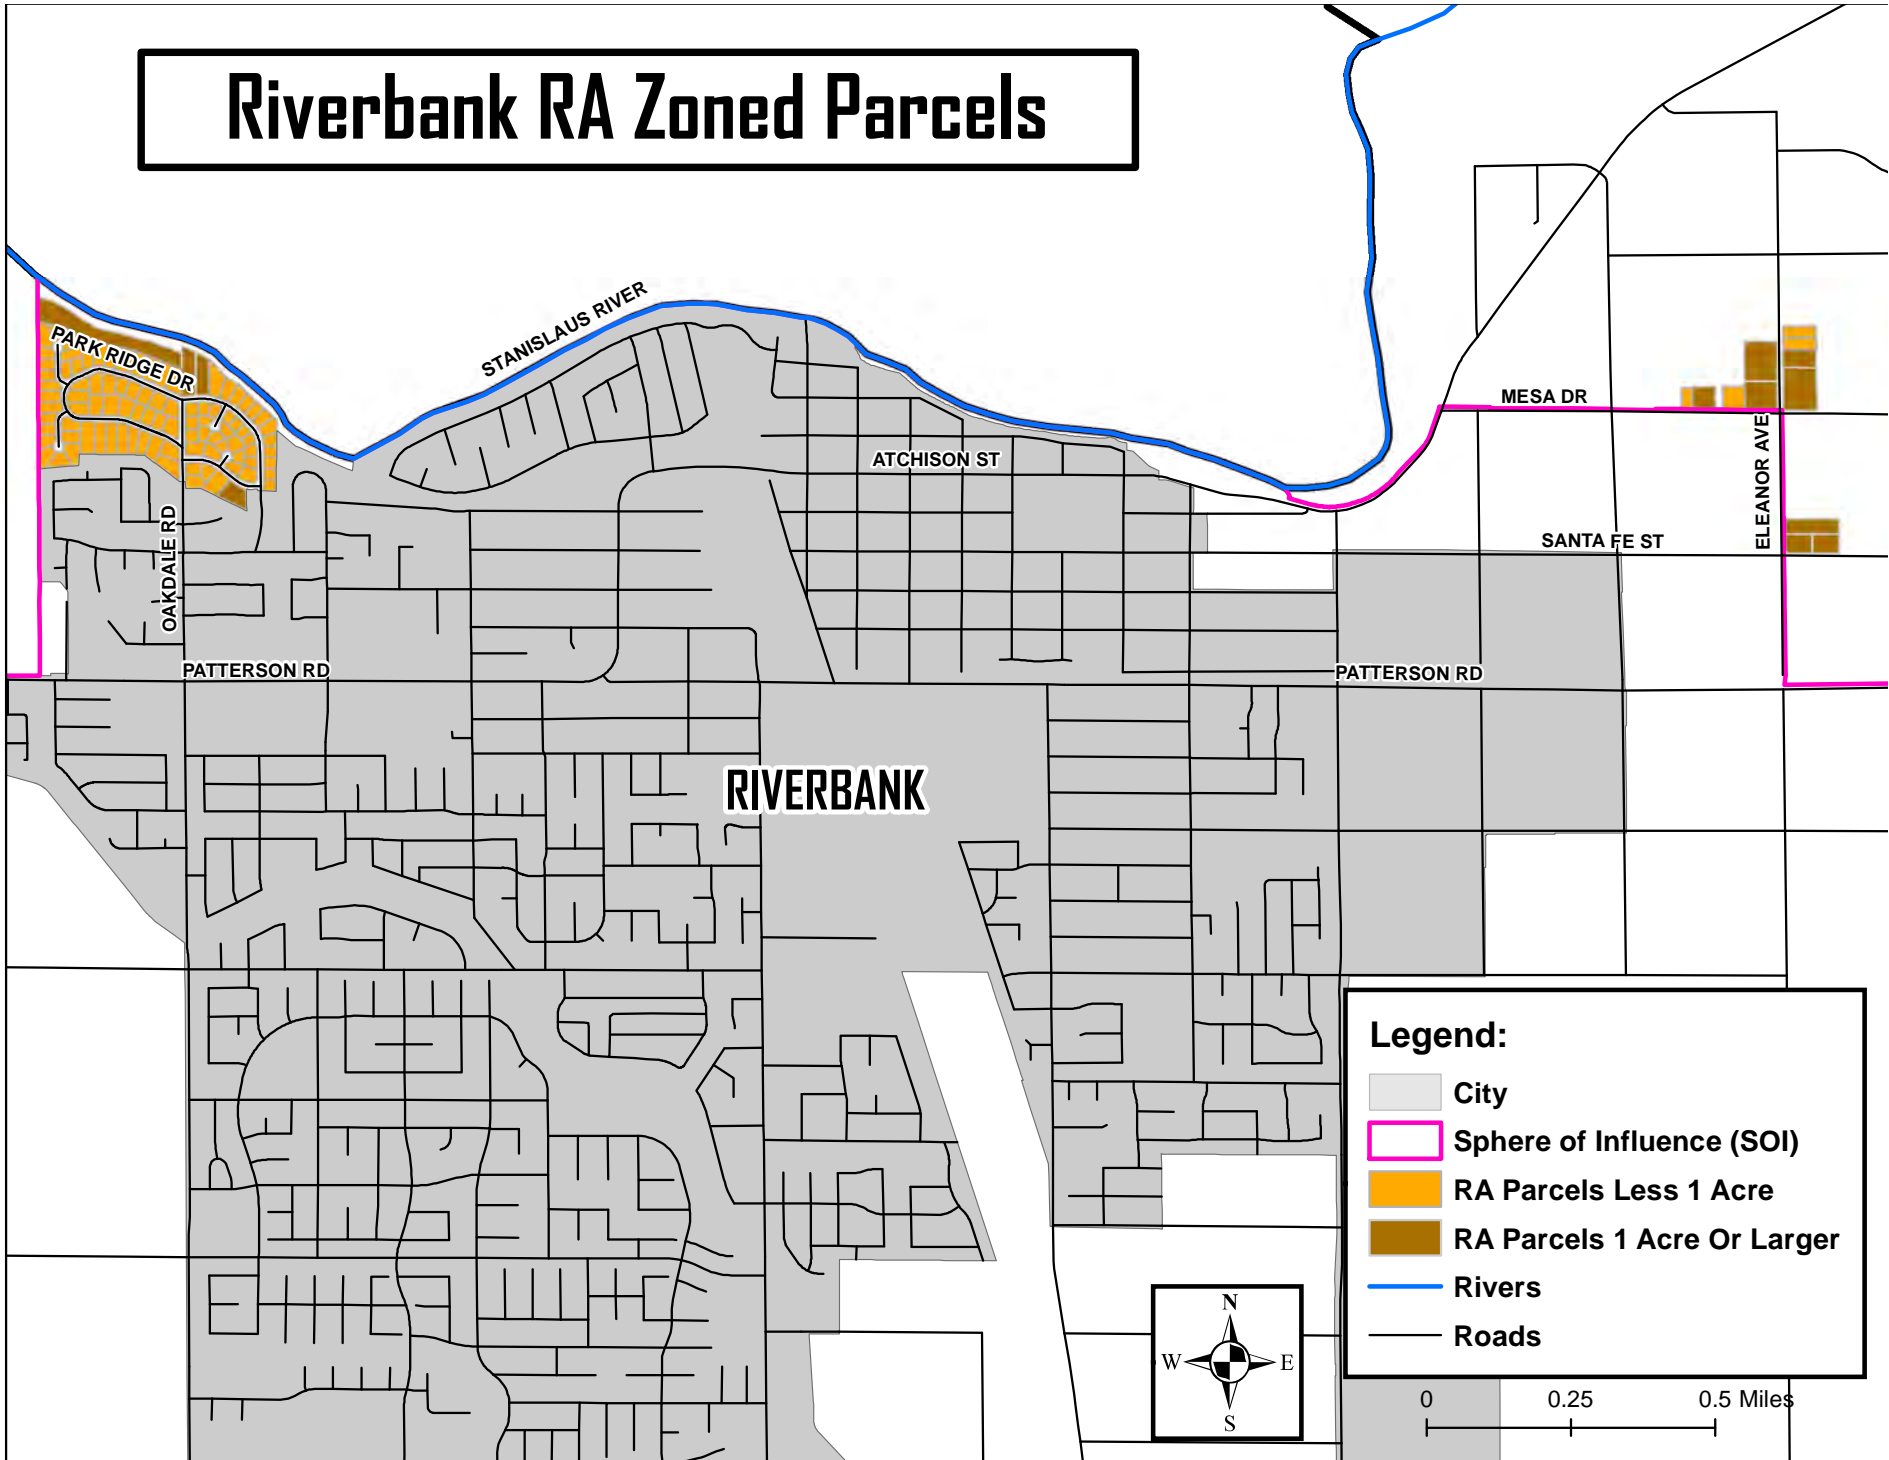 Riverbank RA Zoned Parcels
STANISLAUS RIVER
PARK RIDGE DR
MESA DR
ATCHISON ST
ELEANOR AVE
SANTA FE ST
OAKDALE RD
PATTERSON RD
PATTERSON RD
RIVERBANK
Legend:
City
Sphere of Influence (SOI)
RA Parcels Less 1 Acre
RA Parcels 1 Acre Or Larger
Rivers
Roads
N
W E
S
0 0.25 0.5 Miles